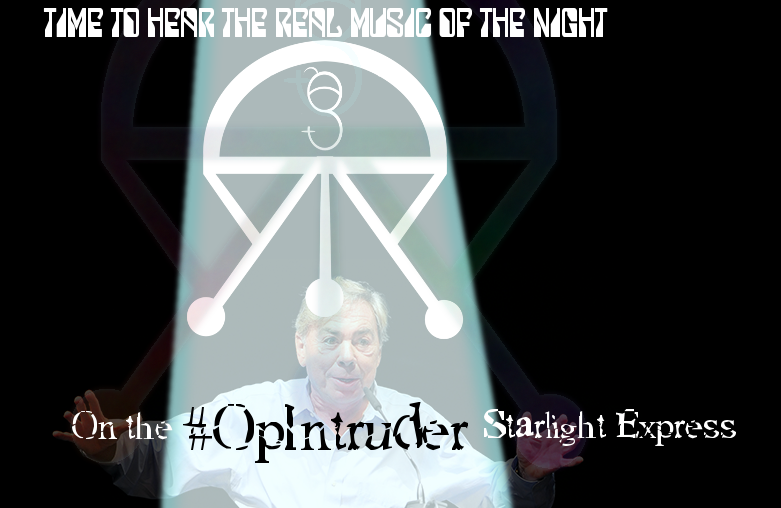 TIME TO HEAR THE REAL MUSIC OF THE NIGHT
On the #OpIntruder Starlight Express